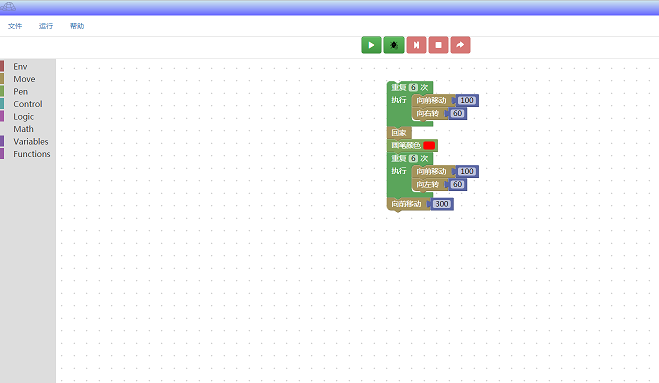 文件 运行 帮助
Env
Move
Pen
Control
Logic
Math
Variables
Functions
重复 6 次
执行 向前移动 100
向右转 60
回家
画笔颜色
重复 6 次
执行 向前移动 100
向左转 60
向前移动 300